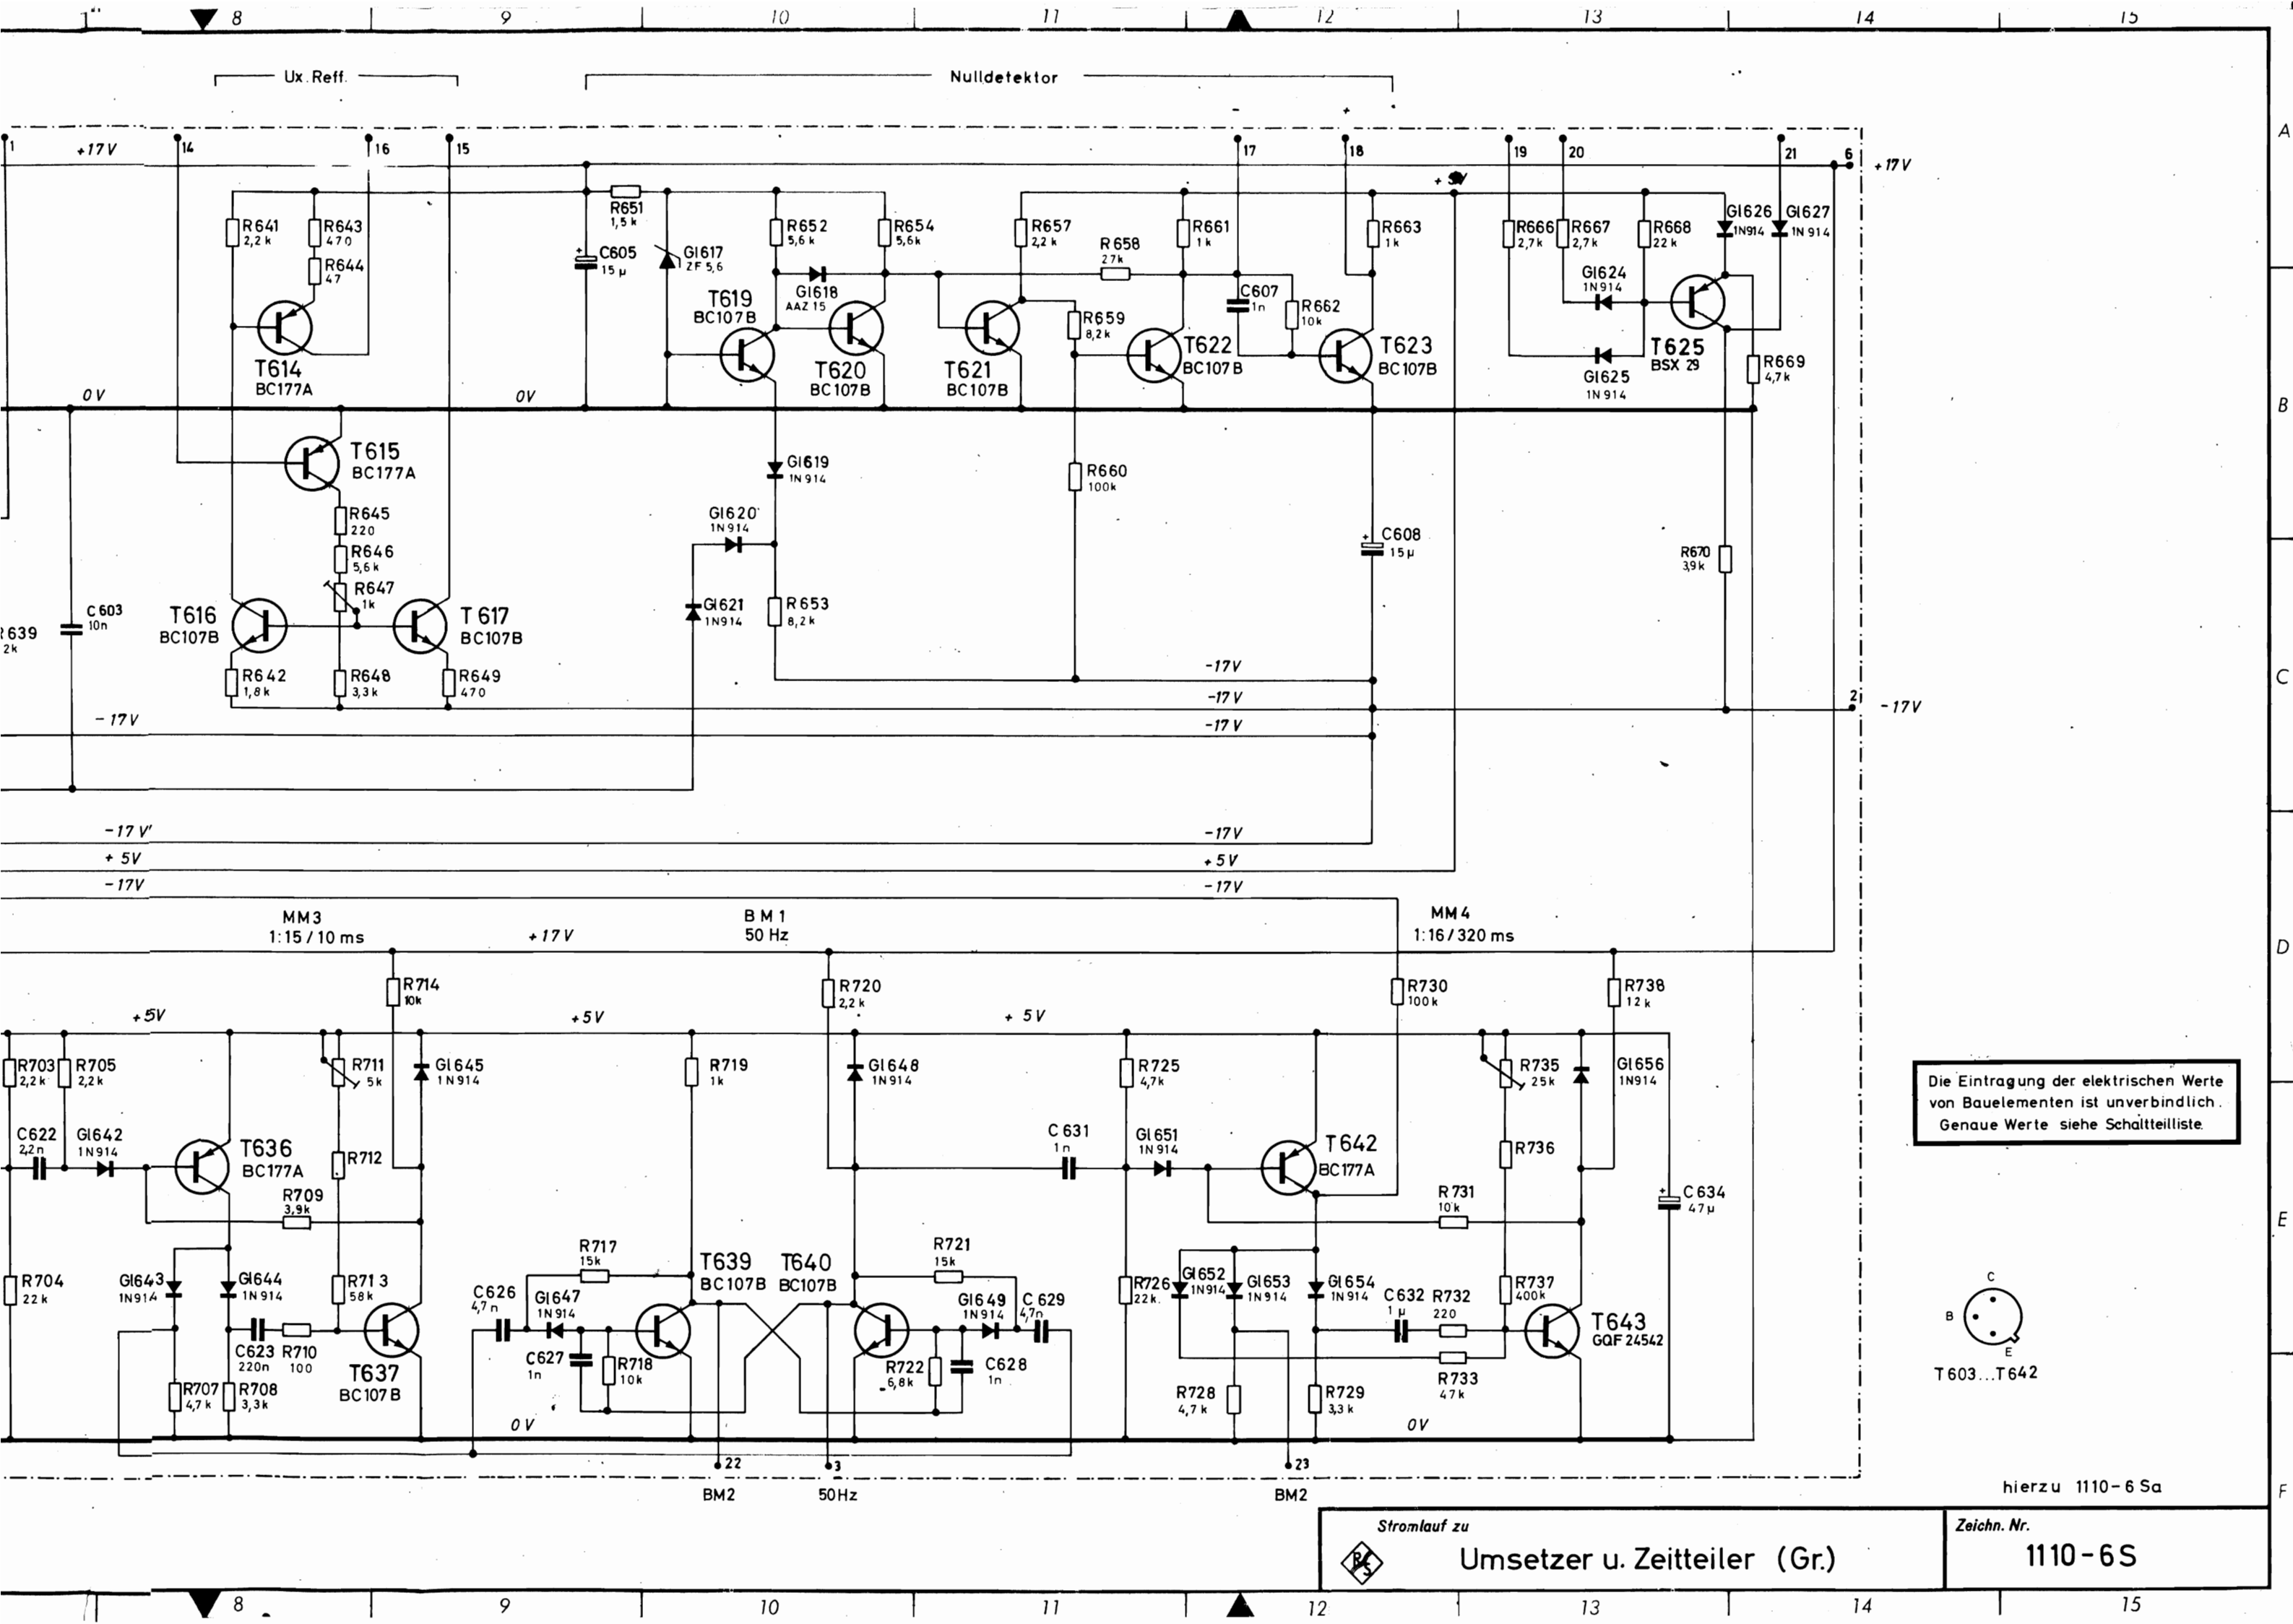 8 9 10 11 12 13 14 15
Ux.Reff.
Nulldetektor
- +
A
1 +17V 14 16 15 17 18 19 20 21 6 +17V
R641 2,2k
R643 470
R644 47
R651 1,5k
C605 15µ
Gl617 ZF 5,6
R652 5,6k
R654 5,6k
Gl618 AAZ 15
R657 2,2k
R658 27k
R661 1k
R663 1k
R666 2,7k
R667 2,7k
R668 22k
Gl626 1N914
Gl627 1N914
Gl624 1N914
C607 1n
R662 10k
R659 8,2k
T614 BC177A
T619 BC107B
T620 BC107B
T621 BC107B
T622 BC107B
T623 BC107B
T625 BSX 29
Gl625 1N914
R669 4,7k
0V
0V
B
T615 BC177A
Gl619 1N914
R660 100k
R645 220
R646 5,6k
R647 1k
Gl620 1N914
C608 15µ
R670 3,9k
C603 10n
T616 BC107B
T617 BC107B
Gl621 1N914
R653 8,2k
639 2k
R642 1,8k
R648 3,3k
R649 470
-17V
-17V
2 -17V
C
-17V
-17V
-17V' -17V
+5V +5V
-17V -17V
MM3
1:15/10 ms
+17V
BM1
50 Hz
MM4
1:16/320 ms
D
R714 10k
R720 2,2k
R730 100k
R738 12k
+5V +5V +5V
R703 2,2k
R705 2,2k
R711 5k
Gl645 1N914
R719 1k
Gl648 1N914
R725 4,7k
R735 25k
Gl656 1N914
Die Eintragung der elektrischen Werte
von Bauelementen ist unverbindlich.
Genaue Werte siehe Schaltteilliste.
C622 2,2n
Gl642 1N914
T636 BC177A
R712
C631 1n
Gl651 1N914
T642 BC177A
R736
R709 3,9k
R731 10k
C634 47µ
E
R704 22k
Gl643 1N914
Gl644 1N914
R713 58k
R717 15k
T639 BC107B
T640 BC107B
R721 15k
C626 4,7n
Gl647 1N914
Gl649 1N914
C629 4,7n
R726 22k
Gl652 1N914
Gl653 1N914
Gl654 1N914
C632 1µ
R732 220
R737 400k
T643 GQF 24542
C623 220n
R710 100
T637 BC107B
C627 1n
R718 10k
R722 6,8k
C628 1n
R733 47k
R707 4,7k
R708 3,3k
R728 4,7k
R729 3,3k
0V 0V
C
B
E
T603...T642
22 3 23
BM2 50Hz BM2
hierzu 1110-6 Sa
F
Stromlauf zu
Umsetzer u. Zeitteiler (Gr.)
Zeichn. Nr.
1110-6S
8 9 10 11 12 13 14 15